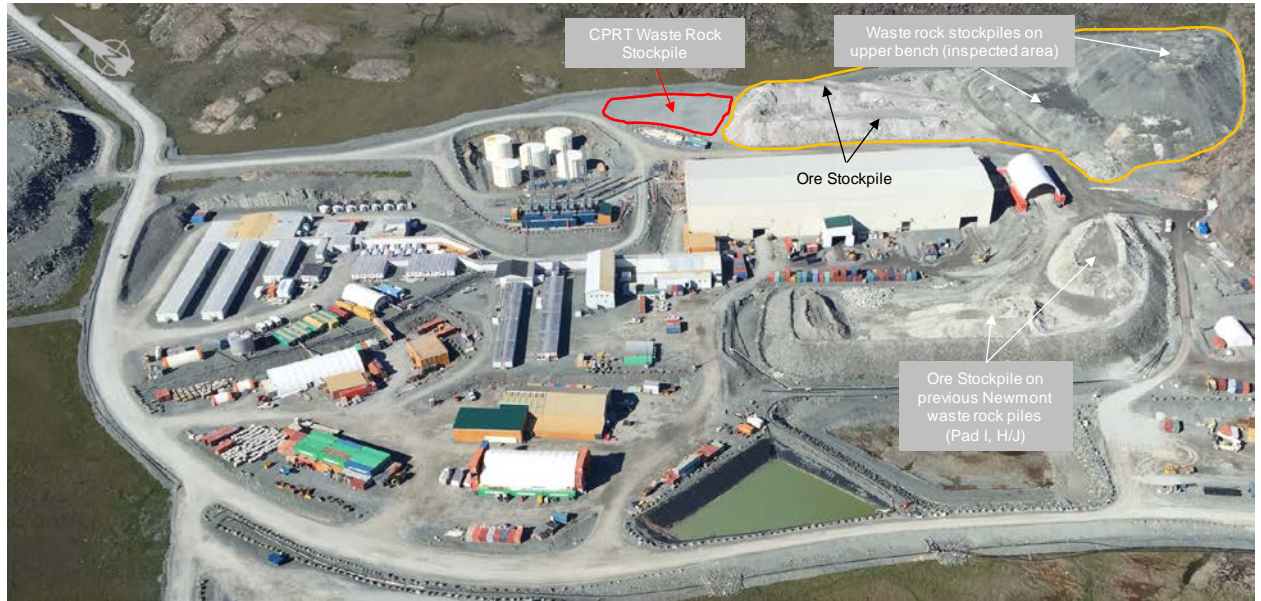 CPRT Waste Rock
Stockpile
Waste rock stockpiles on
upper bench (inspected area)
Ore Stockpile
Ore Stockpile on
previous Newmont
waste rock piles
(Pad I, H/J)